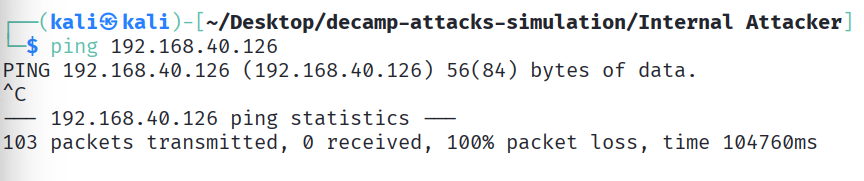 ┌──(kali㉿kali)-[~/Desktop/decamp-attacks-simulation/Internal Attacker]
└─$ ping 192.168.40.126
PING 192.168.40.126 (192.168.40.126) 56(84) bytes of data.
^C
--- 192.168.40.126 ping statistics ---
103 packets transmitted, 0 received, 100% packet loss, time 104760ms